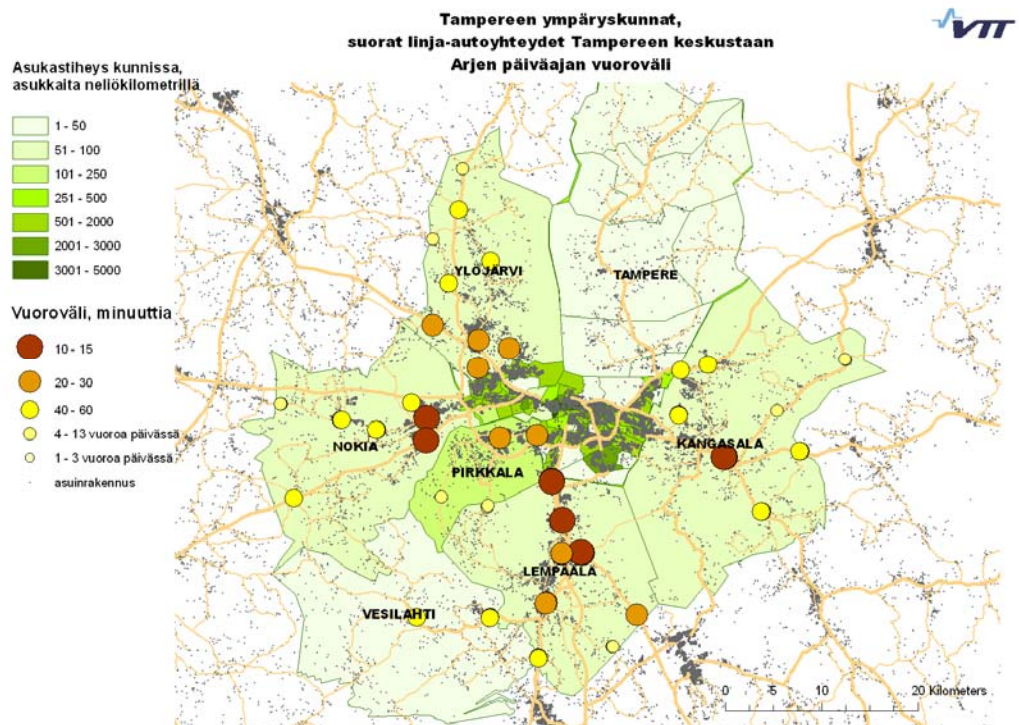 Tampereen ympäryskunnat,
suorat linja-autoyhteydet Tampereen keskustaan
Arjen päiväajan vuoroväli
VTT
Asukastiheys kunnissa,
asukkaita neliökilometrillä
1 - 50
51 - 100
101 - 250
251 - 500
501 - 2000
2001 - 3000
3001 - 5000
Vuoroväli, minuuttia
10 - 15
20 - 30
40 - 60
4 - 13 vuoroa päivässä
1 - 3 vuoroa päivässä
asuinrakennus
YLÖJÄRVI
TAMPERE
NOKIA
PIRKKALA
KANGASALA
LEMPÄÄLÄ
VESILAHTI
0 5 10 20 Kilometers